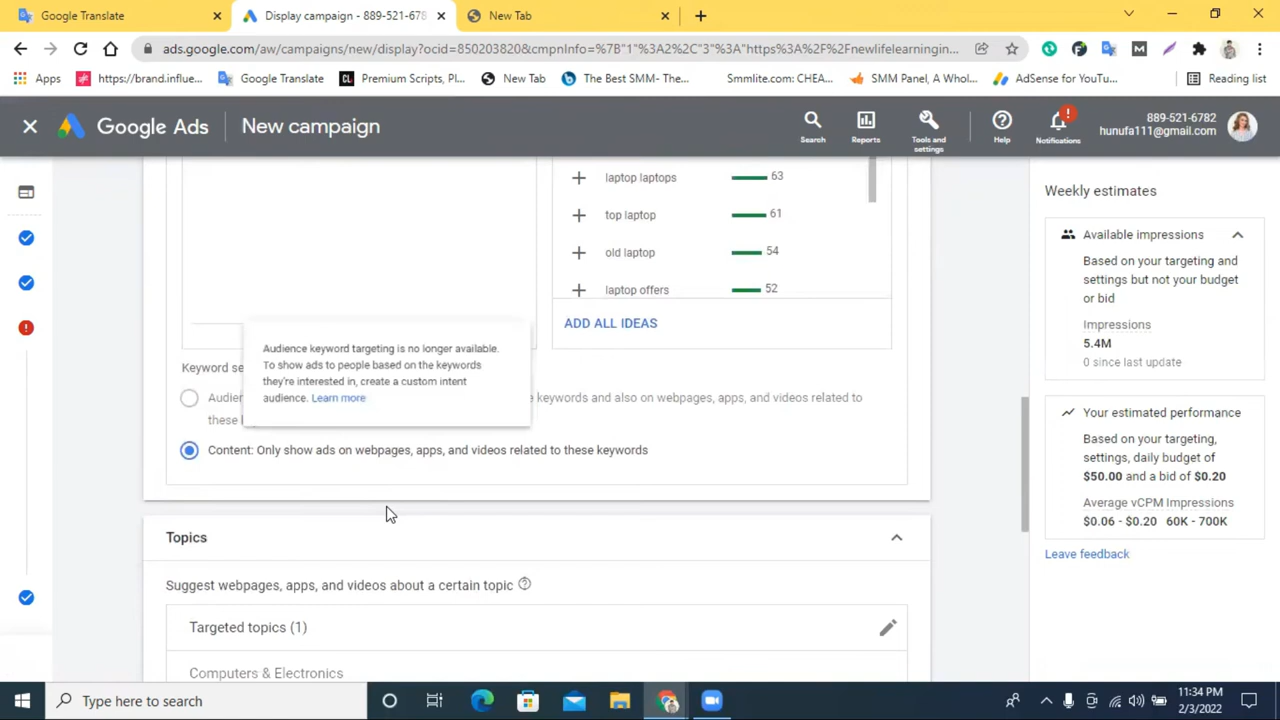 Google Translate
Display campaign - 889-521-678
New Tab
ads.google.com/aw/campaigns/new/display?ocid=850203820&cmpnInfo=%7B"1"%3A2%2C"3"%3A"https%3A%2F%2Fnewlifelearningin...
Apps
https://brand.influe...
Google Translate
Premium Scripts, Pl...
New Tab
The Best SMM- The...
Smmlite.com: CHEA...
SMM Panel, A Whol...
AdSense for YouTu...
Reading list
Google Ads
New campaign
Search
Reports
Tools and
settings
Help
Notifications
889-521-6782
hunufa111@gmail.com
laptop laptops 63
top laptop 61
old laptop 54
laptop offers 52
ADD ALL IDEAS
Audience keyword targeting is no longer available.
To show ads to people based on the keywords
they're interested in, create a custom intent
audience. Learn more
Keyword se
Audien
keywords and also on webpages, apps, and videos related to
these k
Content: Only show ads on webpages, apps, and videos related to these keywords
Topics
Suggest webpages, apps, and videos about a certain topic
Targeted topics (1)
Computers & Electronics
Weekly estimates
Available impressions
Based on your targeting and
settings but not your budget
or bid
Impressions
5.4M
0 since last update
Your estimated performance
Based on your targeting,
settings, daily budget of
$50.00 and a bid of $0.20
Average vCPM Impressions
$0.06 - $0.20 60K - 700K
Leave feedback
Type here to search
11:34 PM
2/3/2022